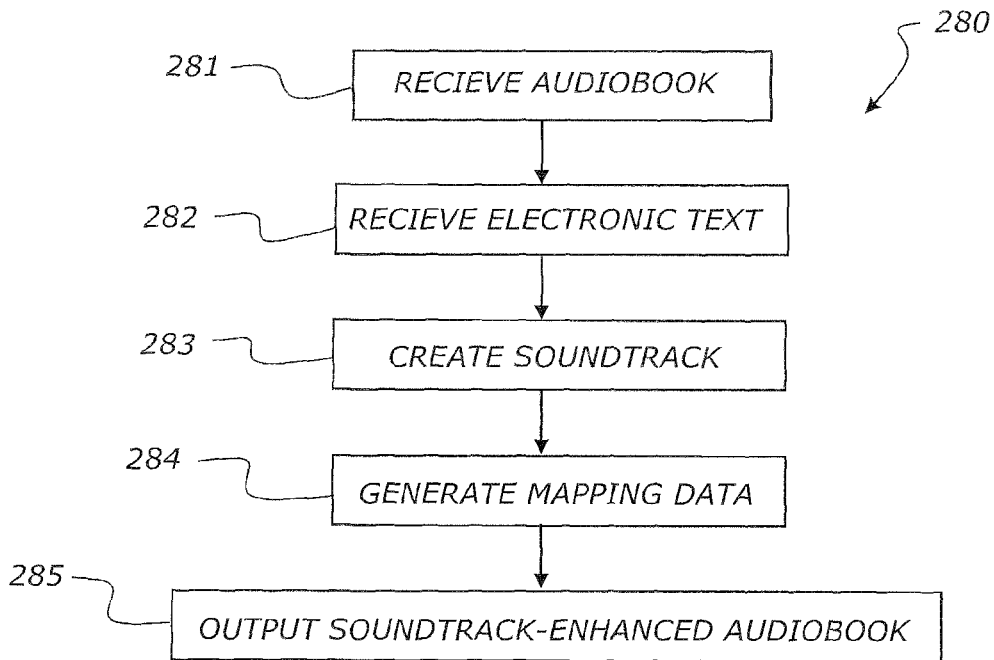 280
281
RECIEVE AUDIOBOOK
282
RECIEVE ELECTRONIC TEXT
283
CREATE SOUNDTRACK
284
GENERATE MAPPING DATA
285
OUTPUT SOUNDTRACK-ENHANCED AUDIOBOOK